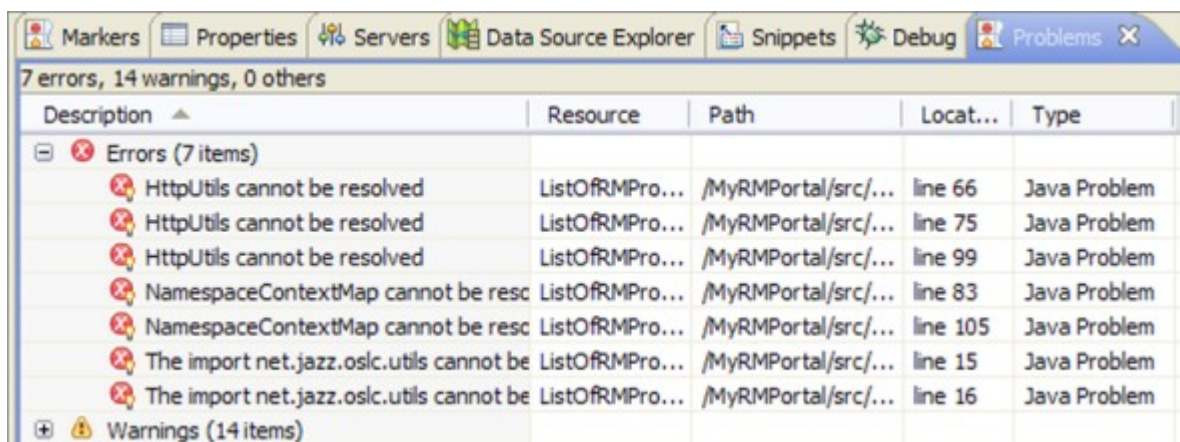 Markers Properties Servers Data Source Explorer Snippets Debug Problems
7 errors, 14 warnings, 0 others
Description Resource Path Locat... Type
Errors (7 items)
HttpUtils cannot be resolved ListOfRMPro... /MyRMPortal/src/... line 66 Java Problem
HttpUtils cannot be resolved ListOfRMPro... /MyRMPortal/src/... line 75 Java Problem
HttpUtils cannot be resolved ListOfRMPro... /MyRMPortal/src/... line 99 Java Problem
NamespaceContextMap cannot be resc ListOfRMPro... /MyRMPortal/src/... line 83 Java Problem
NamespaceContextMap cannot be resc ListOfRMPro... /MyRMPortal/src/... line 105 Java Problem
The import net.jazz.oslc.utils cannot be ListOfRMPro... /MyRMPortal/src/... line 15 Java Problem
The import net.jazz.oslc.utils cannot be ListOfRMPro... /MyRMPortal/src/... line 16 Java Problem
Warnings (14 items)